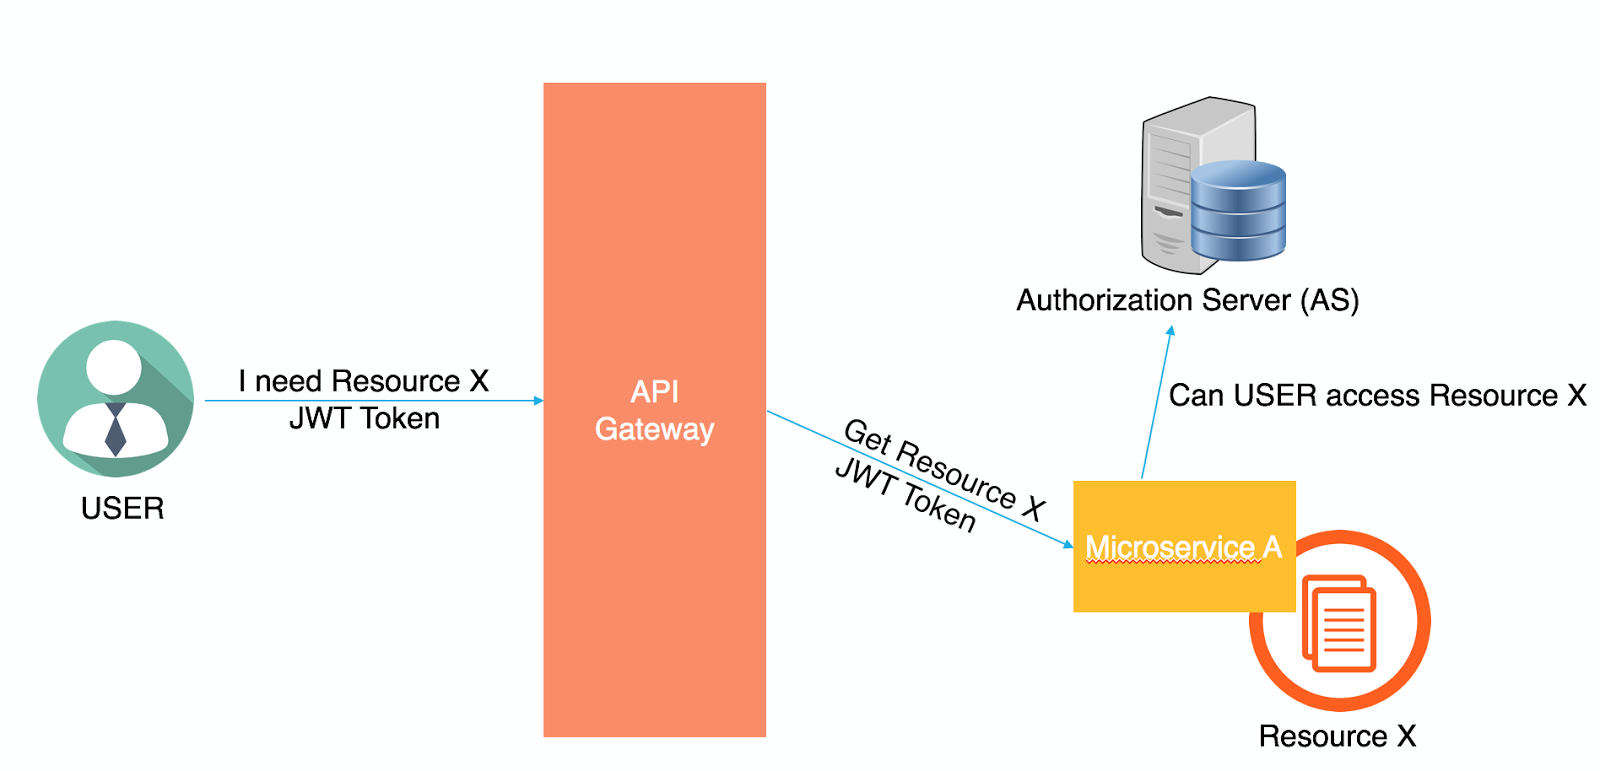 I need Resource X
JWT Token
USER
API
Gateway
Get Resource X
JWT Token
Authorization Server (AS)
Can USER access Resource X
Microservice A
Resource X